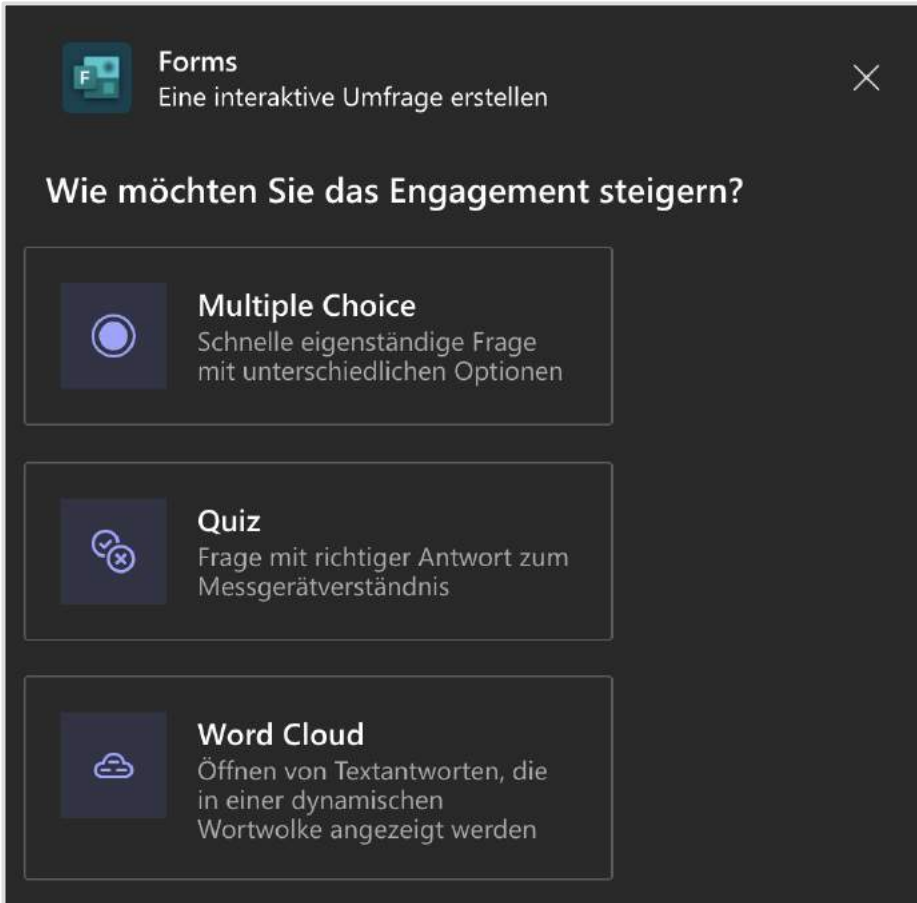 F
Forms
Eine interaktive Umfrage erstellen
Wie möchten Sie das Engagement steigern?
Multiple Choice
Schnelle eigenständige Frage
mit unterschiedlichen Optionen
Quiz
Frage mit richtiger Antwort zum
Messgerätverständnis
Word Cloud
Öffnen von Textantworten, die
in einer dynamischen
Wortwolke angezeigt werden